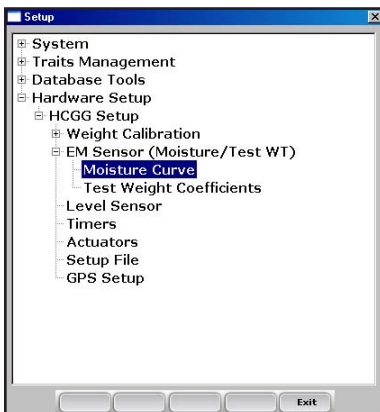 Setup
System
Traits Management
Database Tools
Hardware Setup
HCGG Setup
Weight Calibration
EM Sensor (Moisture/Test WT)
Moisture Curve
Test Weight Coefficients
Level Sensor
Timers
Actuators
Setup File
GPS Setup
Exit